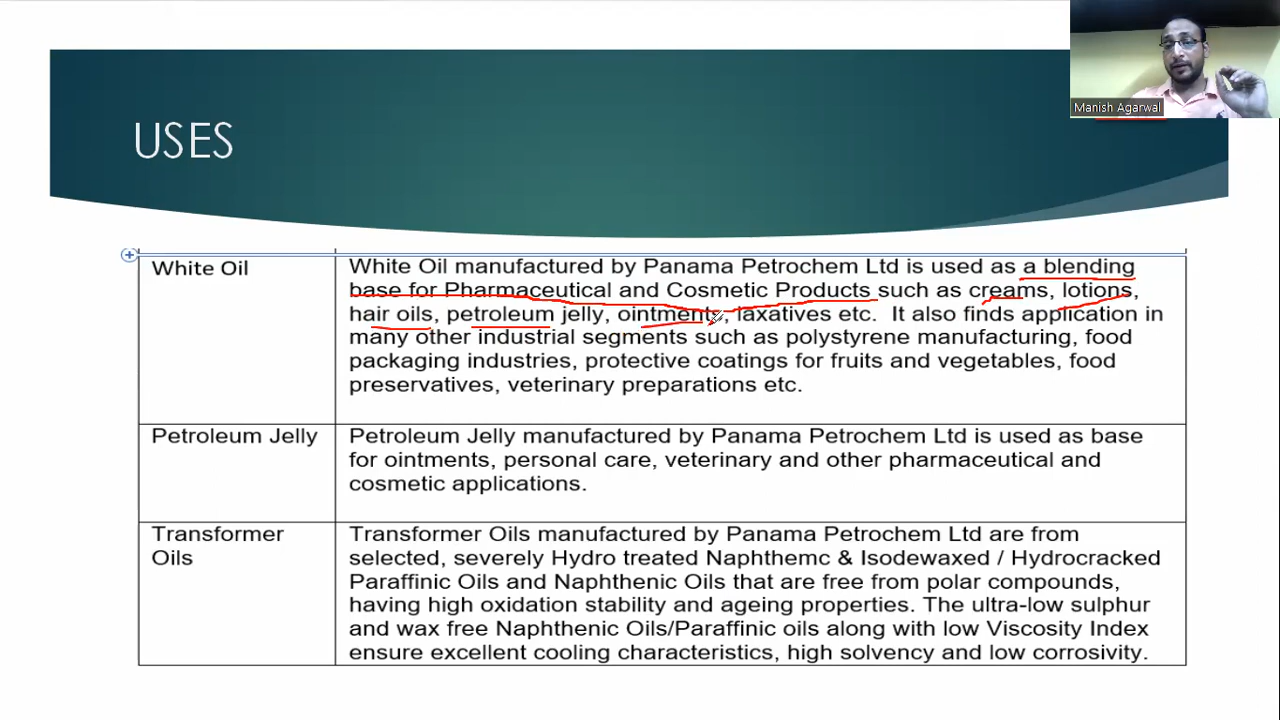 Manish Agarwal
USES
White Oil
White Oil manufactured by Panama Petrochem Ltd is used as a blending
base for Pharmaceutical and Cosmetic Products such as creams, lotions,
hair oils, petroleum jelly, ointments, laxatives etc. It also finds application in
many other industrial segments such as polystyrene manufacturing, food
packaging industries, protective coatings for fruits and vegetables, food
preservatives, veterinary preparations etc.
Petroleum Jelly
Petroleum Jelly manufactured by Panama Petrochem Ltd is used as base
for ointments, personal care, veterinary and other pharmaceutical and
cosmetic applications.
Transformer
Oils
Transformer Oils manufactured by Panama Petrochem Ltd are from
selected, severely Hydro treated Naphthemc & Isodewaxed / Hydrocracked
Paraffinic Oils and Naphthenic Oils that are free from polar compounds,
having high oxidation stability and ageing properties. The ultra-low sulphur
and wax free Naphthenic Oils/Paraffinic oils along with low Viscosity Index
ensure excellent cooling characteristics, high solvency and low corrosivity.